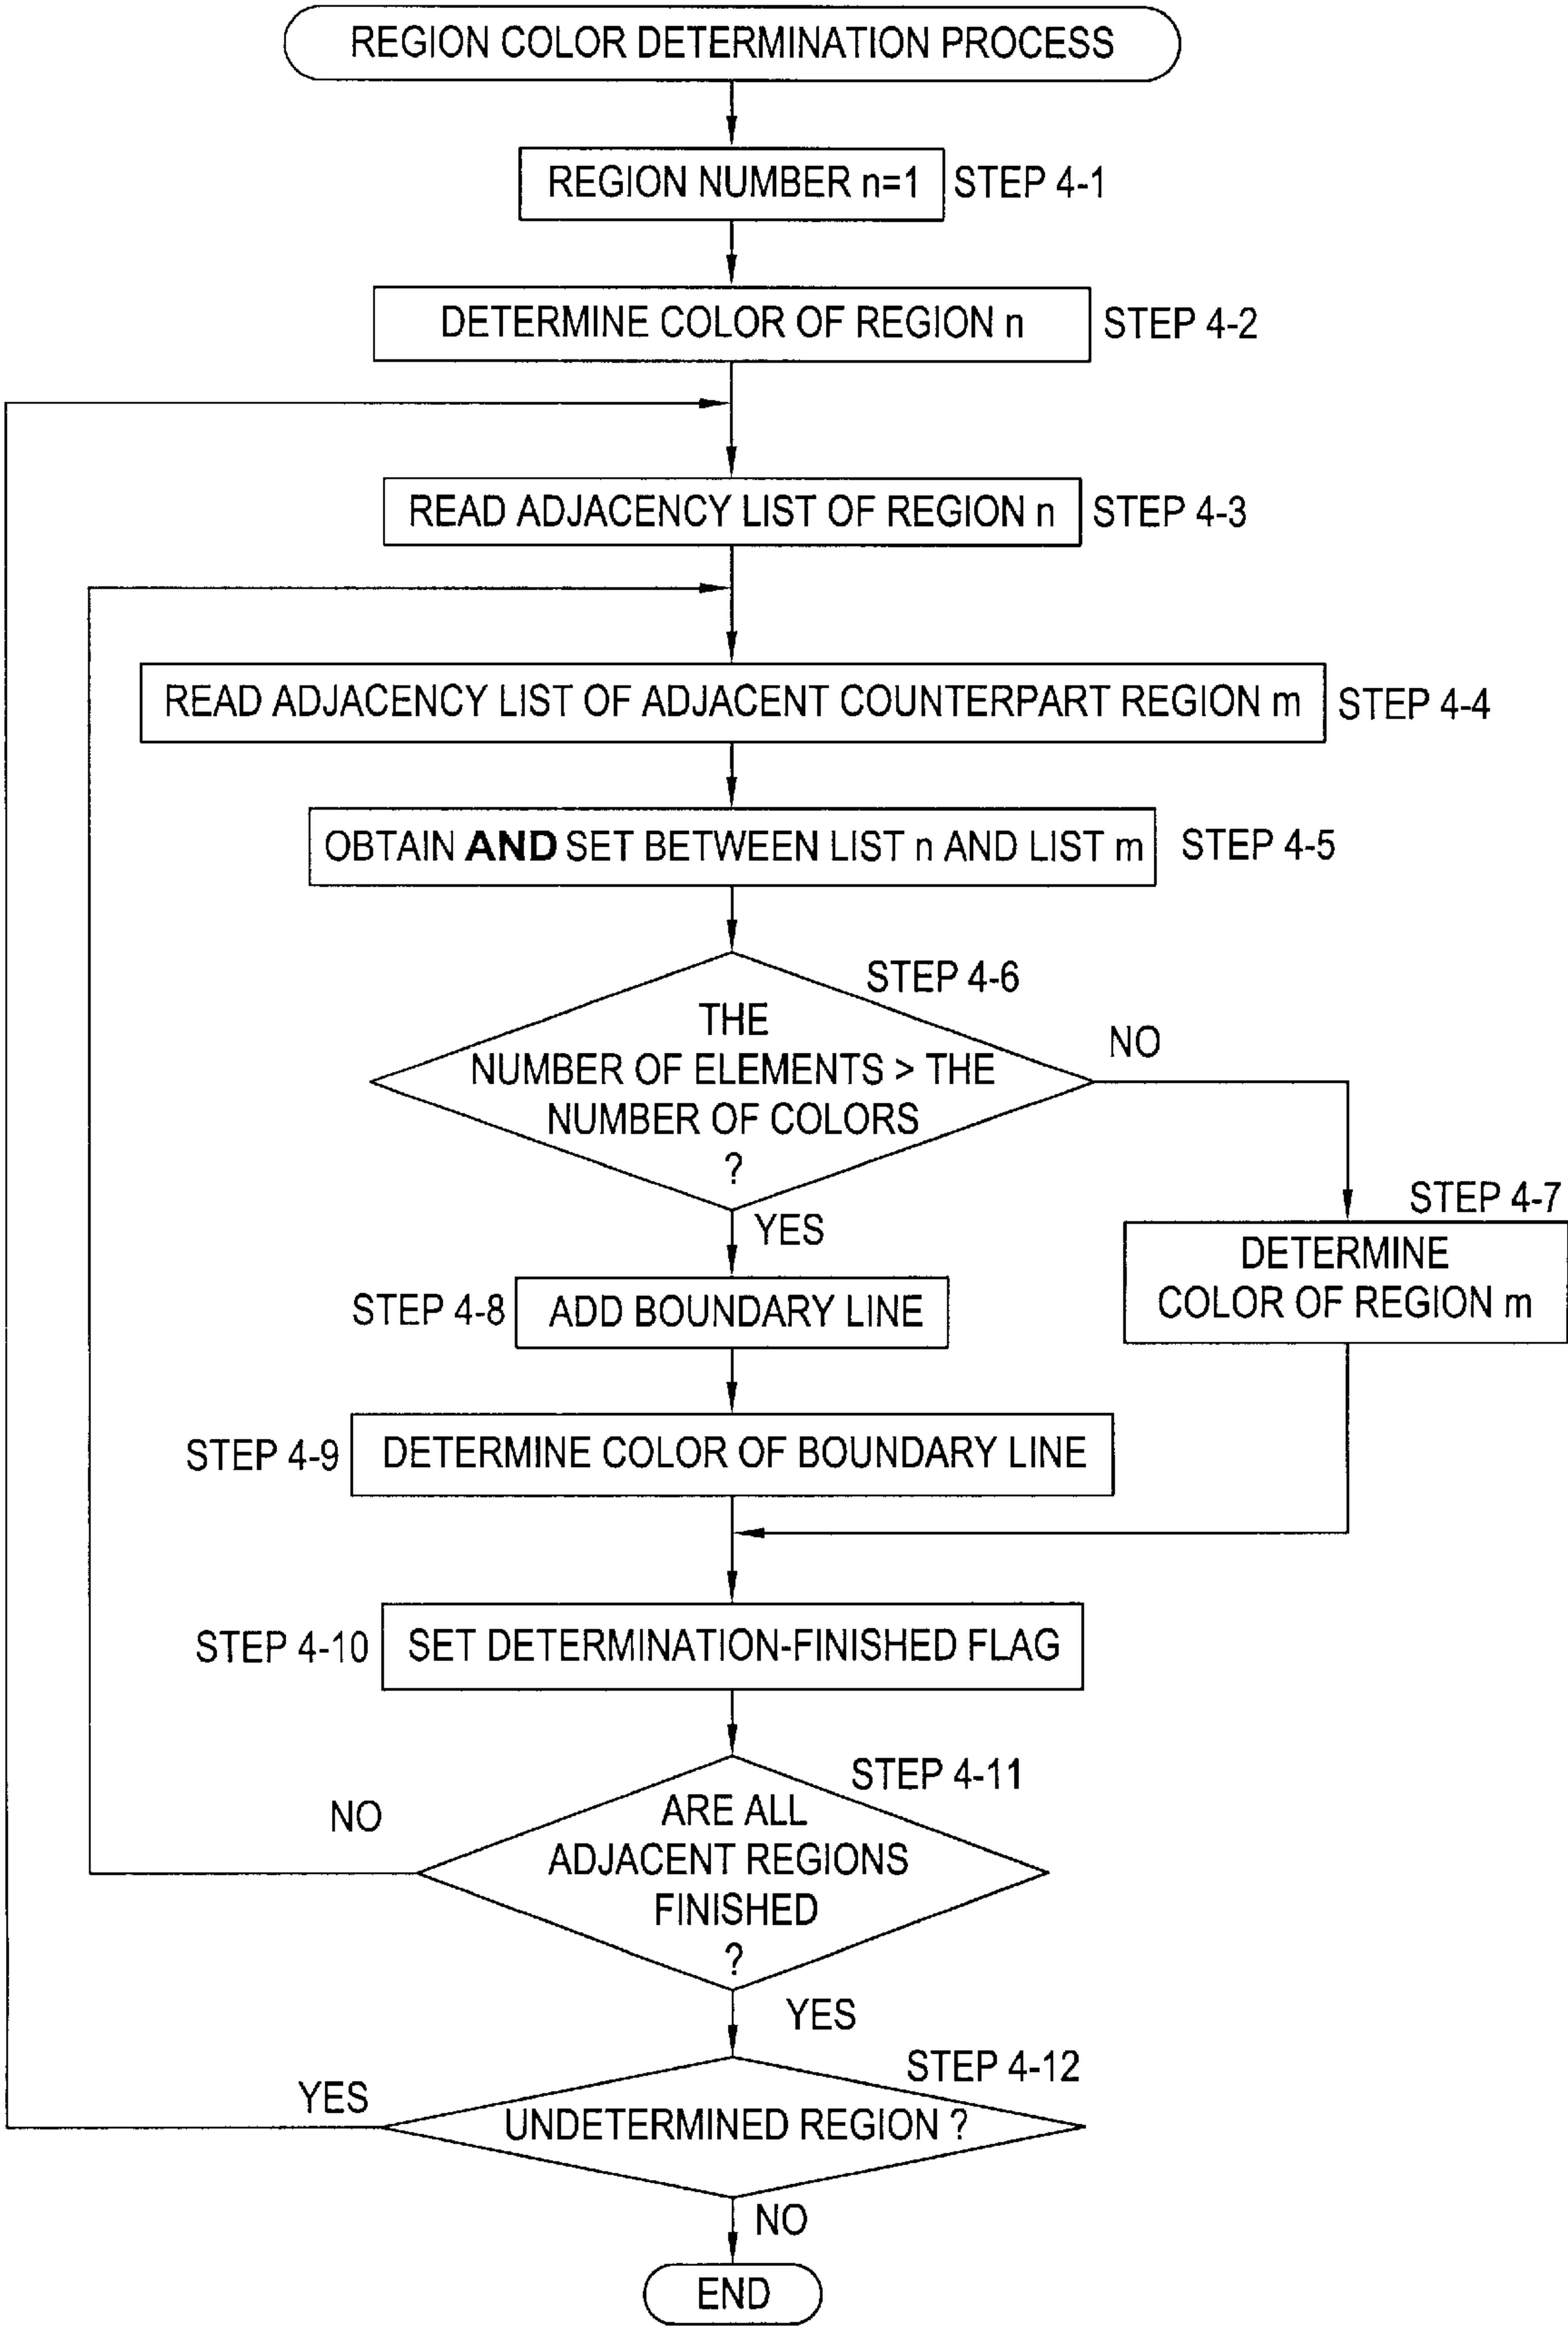 REGION COLOR DETERMINATION PROCESS
REGION NUMBER n=1
STEP 4-1
DETERMINE COLOR OF REGION n
STEP 4-2
READ ADJACENCY LIST OF REGION n
STEP 4-3
READ ADJACENCY LIST OF ADJACENT COUNTERPART REGION m
STEP 4-4
OBTAIN AND SET BETWEEN LIST n AND LIST m
STEP 4-5
STEP 4-6
THE
NUMBER OF ELEMENTS > THE
NUMBER OF COLORS
?
NO
YES
STEP 4-7
DETERMINE
COLOR OF REGION m
STEP 4-8
ADD BOUNDARY LINE
STEP 4-9
DETERMINE COLOR OF BOUNDARY LINE
STEP 4-10
SET DETERMINATION-FINISHED FLAG
STEP 4-11
ARE ALL
ADJACENT REGIONS
FINISHED
?
NO
YES
STEP 4-12
UNDETERMINED REGION ?
YES
NO
END